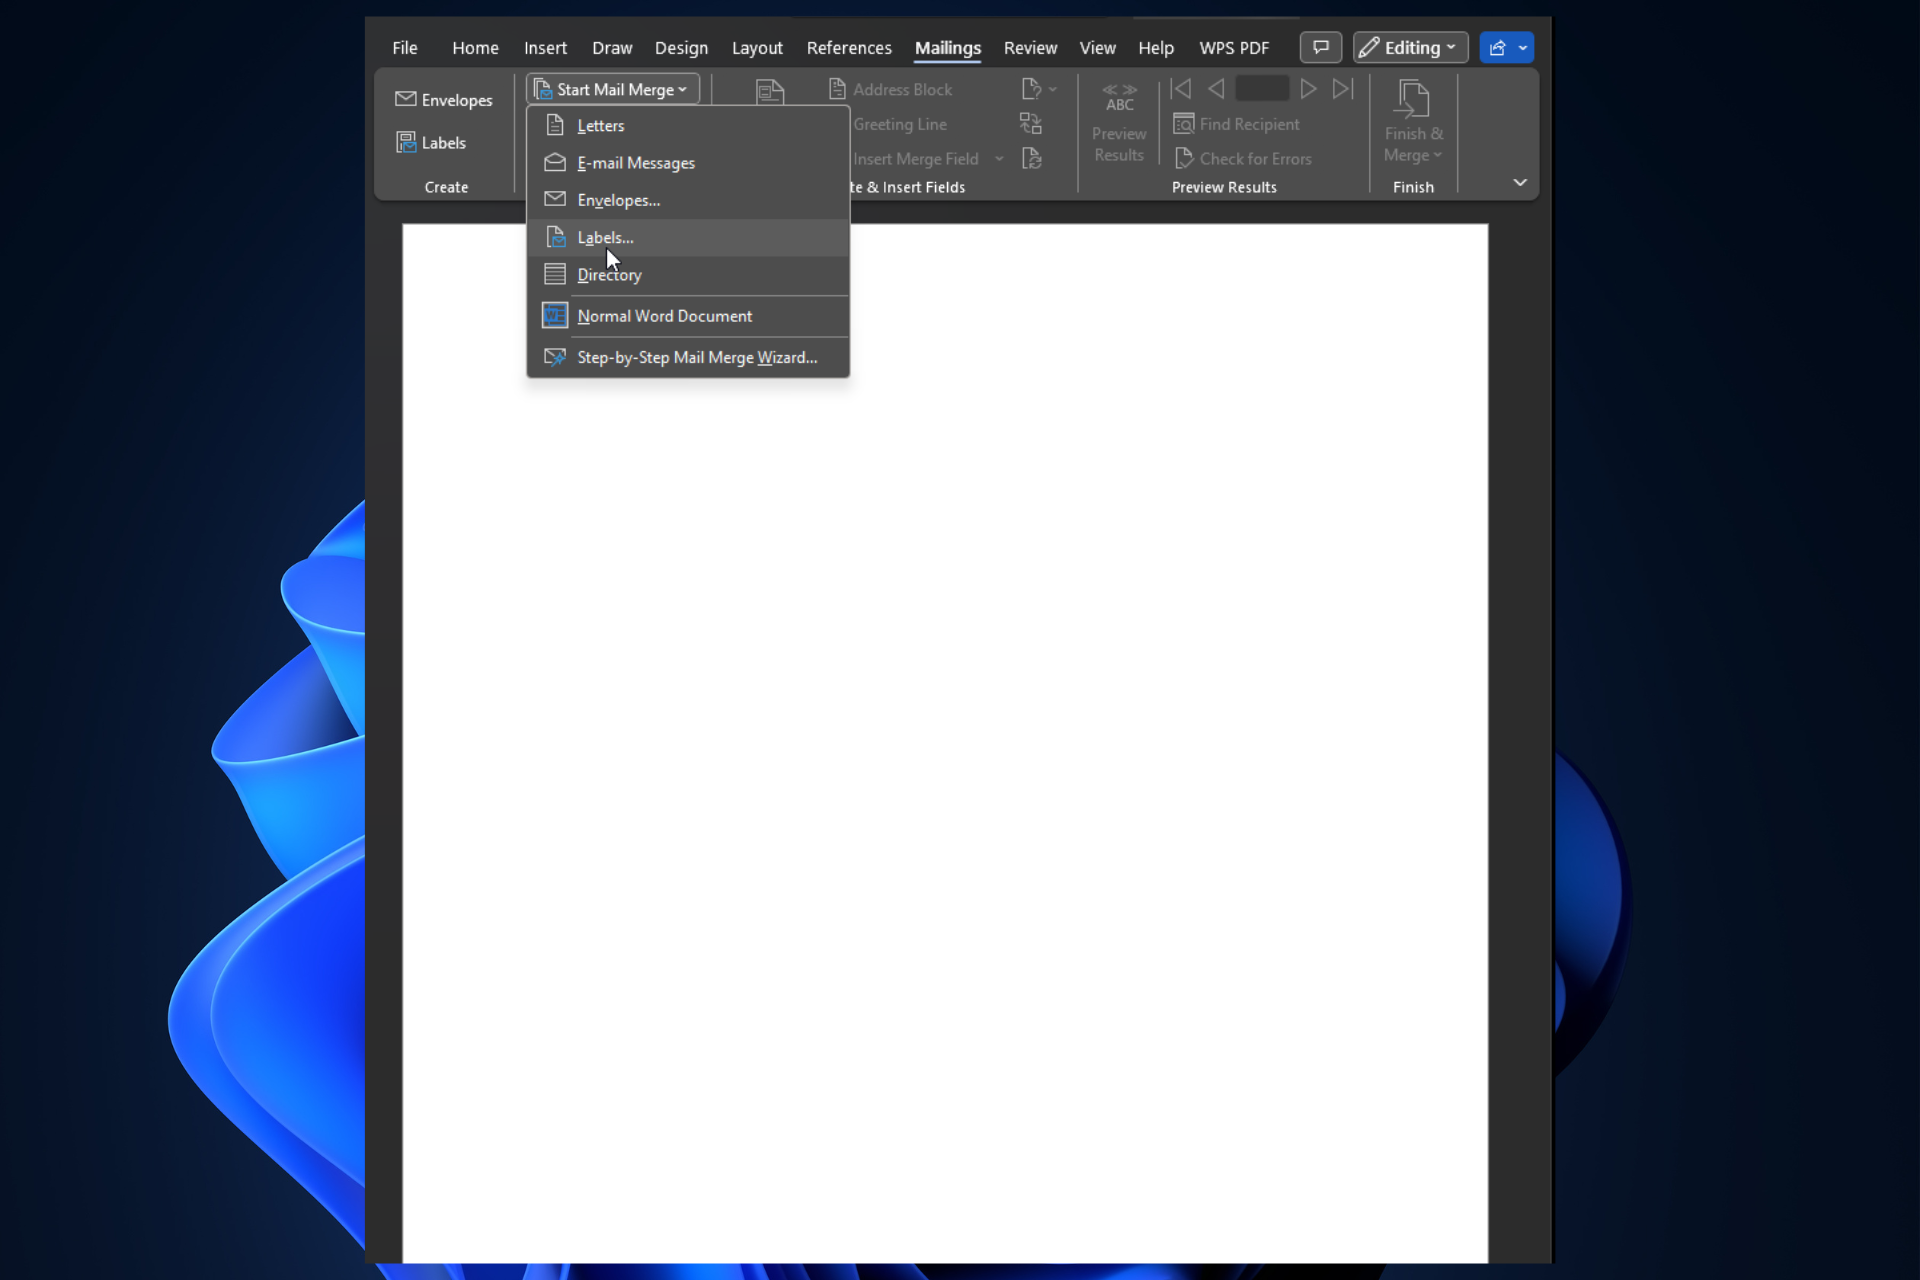 File Home Insert Draw Design Layout References Mailings Review View Help WPS PDF Editing
Envelopes
Labels
Create
Start Mail Merge
Letters
E-mail Messages
Envelopes...
Labels...
Directory
Normal Word Document
Step-by-Step Mail Merge Wizard...
Address Block
Greeting Line
Insert Merge Field
te & Insert Fields
ABC
Preview
Results
Find Recipient
Check for Errors
Preview Results
Finish &
Merge
Finish